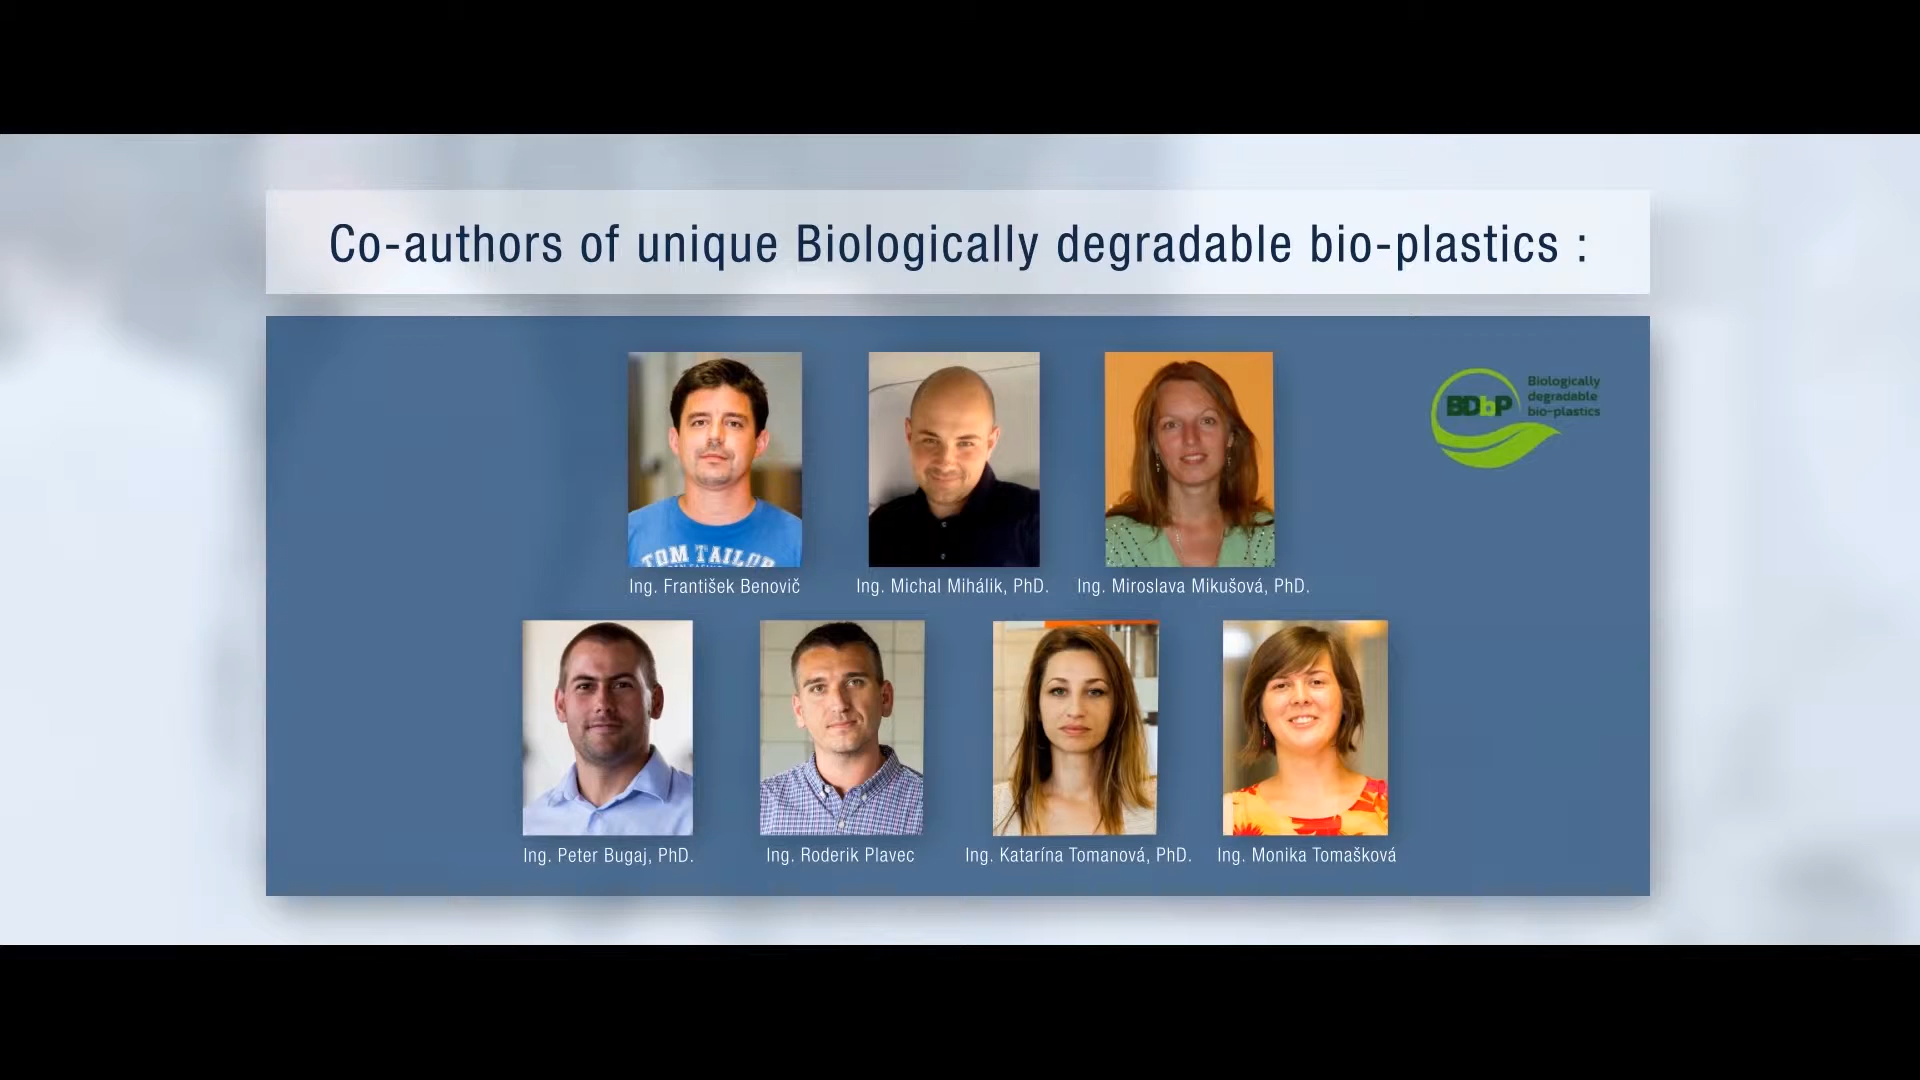 Co-authors of unique Biologically degradable bio-plastics :
BDbP
Biologically
degradable
bio-plastics
TOM TAILOR
Ing. František Benovič
Ing. Michal Mihálik, PhD.
Ing. Miroslava Mikušová, PhD.
Ing. Peter Bugaj, PhD.
Ing. Roderik Plavec
Ing. Katarína Tomanová, PhD.
Ing. Monika Tomašková